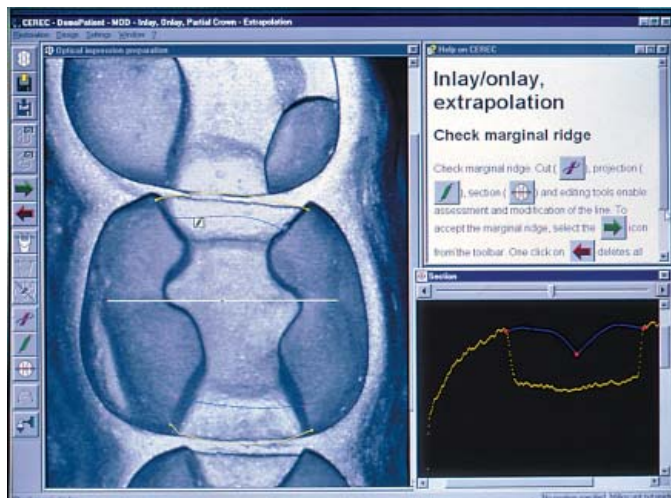 CEREC - DemoPatient - MOD - Inlay, Onlay, Partial Crown - Extrapolation
Restoration Design Settings Window ?
Optical impression preparation
Help on CEREC
Inlay/onlay,
extrapolation
Check marginal ridge
Check marginal ridge. Cut ( ), projection (
), section ( ) and editing tools enable
assessment and modification of the line. To
accept the marginal ridge, select the icon
from the toolbar. One click on deletes all
Section